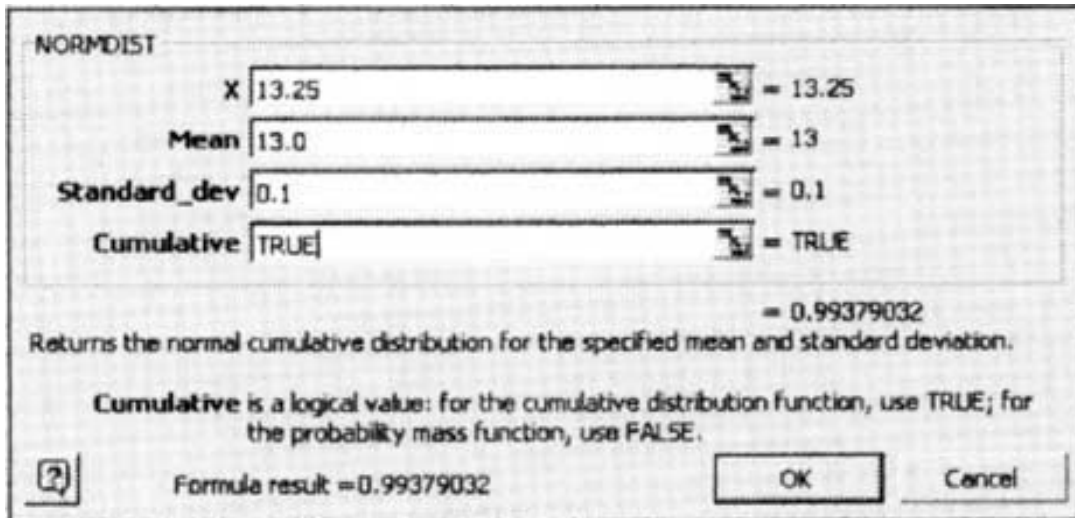 NORMDIST
X 13.25 = 13.25
Mean 13.0 = 13
Standard_dev 0.1 = 0.1
Cumulative TRUE = TRUE
= 0.99379032
Returns the normal cumulative distribution for the specified mean and standard deviation.
Cumulative is a logical value: for the cumulative distribution function, use TRUE; for
the probability mass function, use FALSE.
? Formula result =0.99379032 OK Cancel